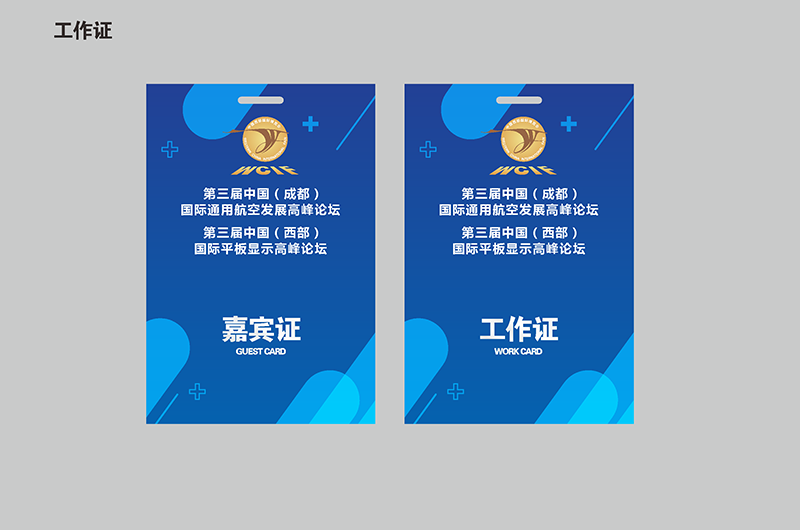 工作证
WCIF
第三届中国（成都）
国际通用航空发展高峰论坛
第三届中国（西部）
国际平板显示高峰论坛
嘉宾证
GUEST CARD
WCIF
第三届中国（成都）
国际通用航空发展高峰论坛
第三届中国（西部）
国际平板显示高峰论坛
工作证
WORK CARD